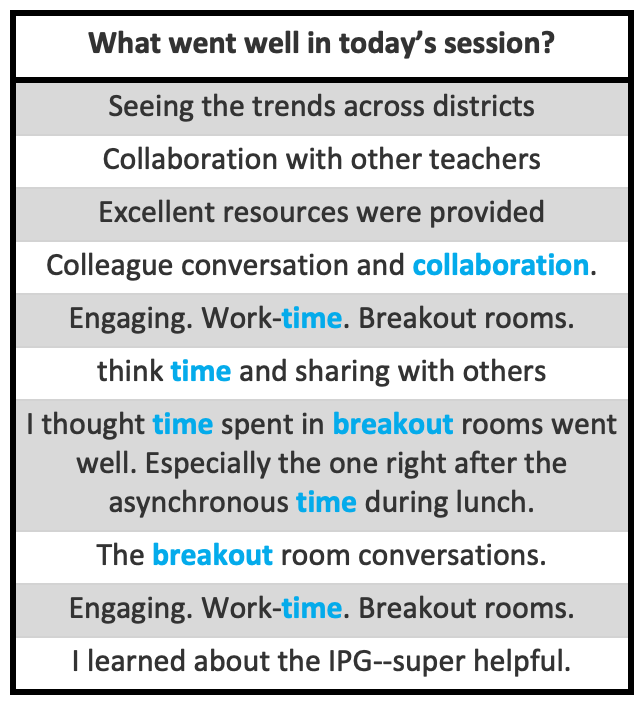 What went well in today's session?
Seeing the trends across districts
Collaboration with other teachers
Excellent resources were provided
Colleague conversation and collaboration.
Engaging. Work-time. Breakout rooms.
think time and sharing with others
I thought time spent in breakout rooms went
well. Especially the one right after the
asynchronous time during lunch.
The breakout room conversations.
Engaging. Work-time. Breakout rooms.
I learned about the IPG--super helpful.